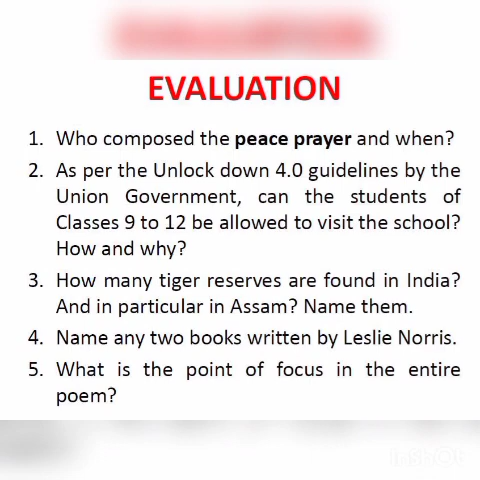 EVALUATION
1. Who composed the peace prayer and when?
2. As per the Unlock down 4.0 guidelines by the
Union Government, can the students of
Classes 9 to 12 be allowed to visit the school?
How and why?
3. How many tiger reserves are found in India?
And in particular in Assam? Name them.
4. Name any two books written by Leslie Norris.
5. What is the point of focus in the entire
poem?